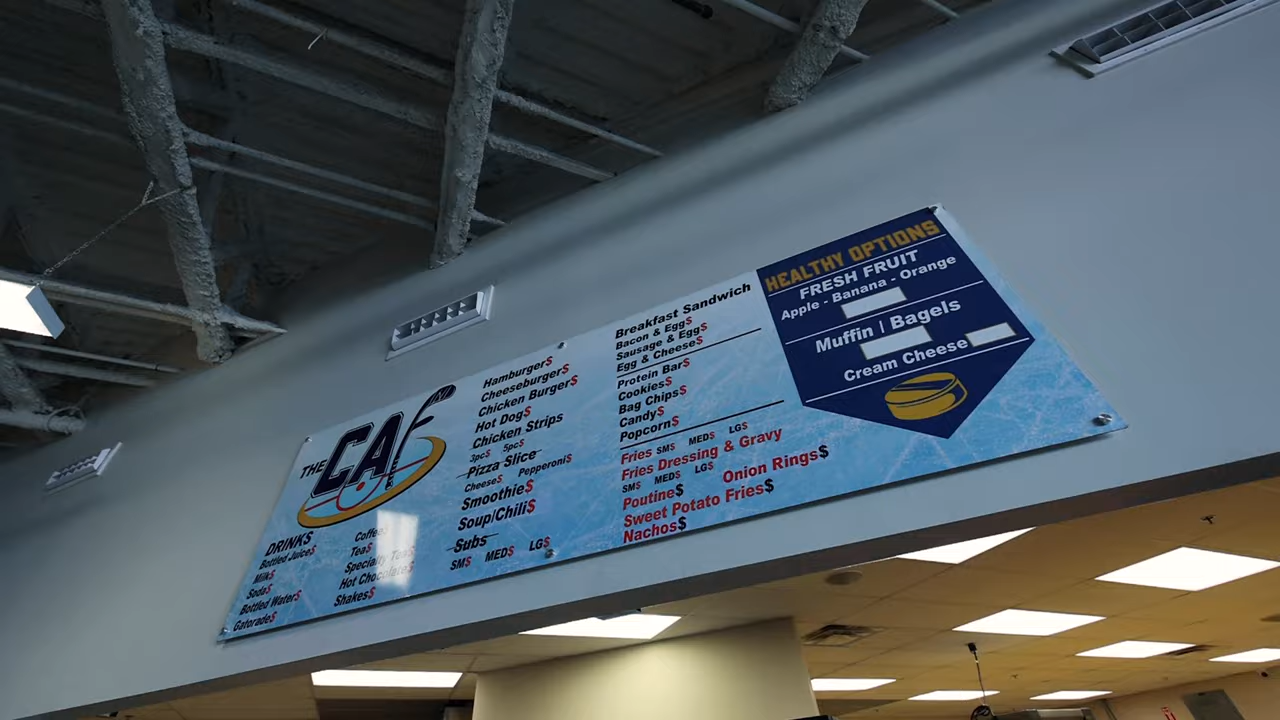 THE CAF
DRINKS
Bottled Juice$
Milk$
Soda$
Bottled Water$
Gatorade$
Coffee
Tea$
Specialty Teas
Hot Chocolate$
Shakes$
Hamburger$
Cheeseburger$
Chicken Burger$
Hot Dog$
Chicken Strips
3pc$ 5pc$
Pizza Slice
Cheese$ Pepperoni$
Smoothie$
Soup/Chili$
Subs
SM$ MED$ LG$
Breakfast Sandwich
Bacon & Egg$
Sausage & Egg$
Egg & Cheese$
Protein Bar$
Cookies$
Bag Chips$
Candy$
Popcorn$
Fries SM$ MED$ LG$
Fries Dressing & Gravy
SM$ MED$ LG$
Poutine$ Onion Rings$
Sweet Potato Fries$
Nachos$
HEALTHY OPTIONS
FRESH FRUIT
Apple - Banana - Orange
Muffin | Bagels
Cream Cheese